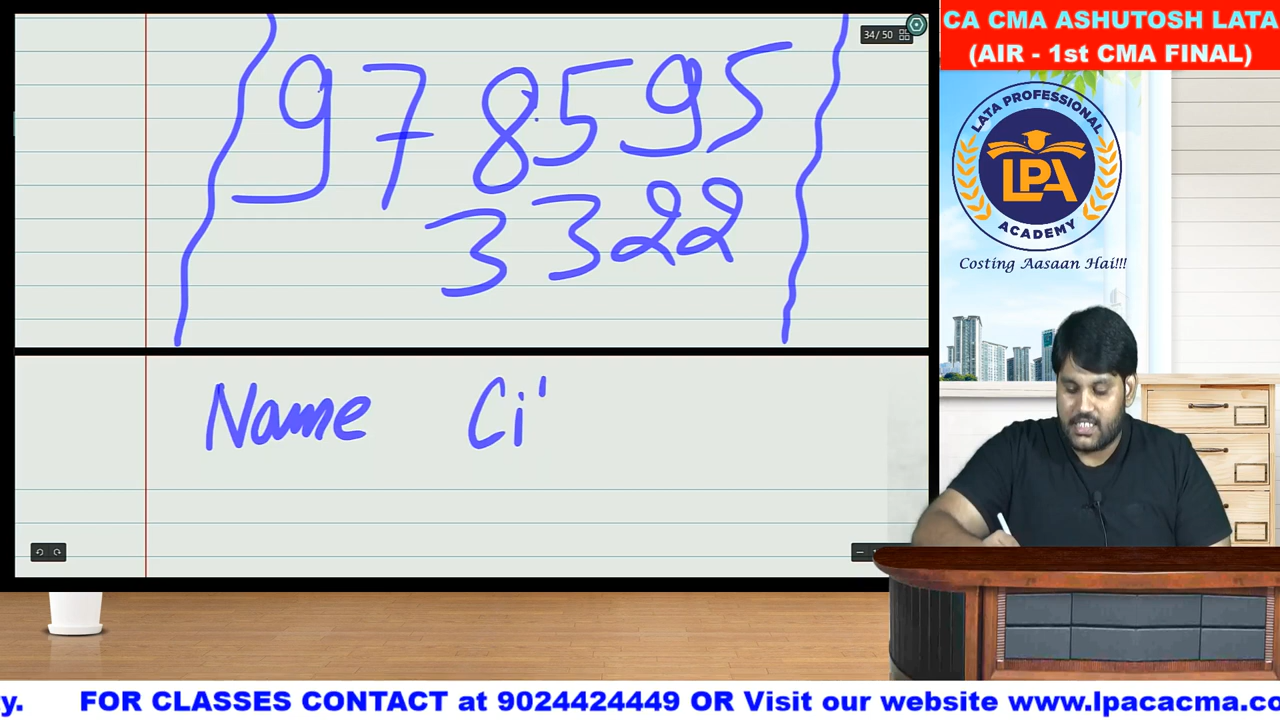 CA CMA ASHUTOSH LATA
(AIR - 1st CMA FINAL)
34/50
9785595
3322
LATA PROFESSIONAL
LPA
ACADEMY
Costing Aasaan Hai!!!
Name Ci'
y. FOR CLASSES CONTACT at 9024424449 OR Visit our website www.lpacacma.co